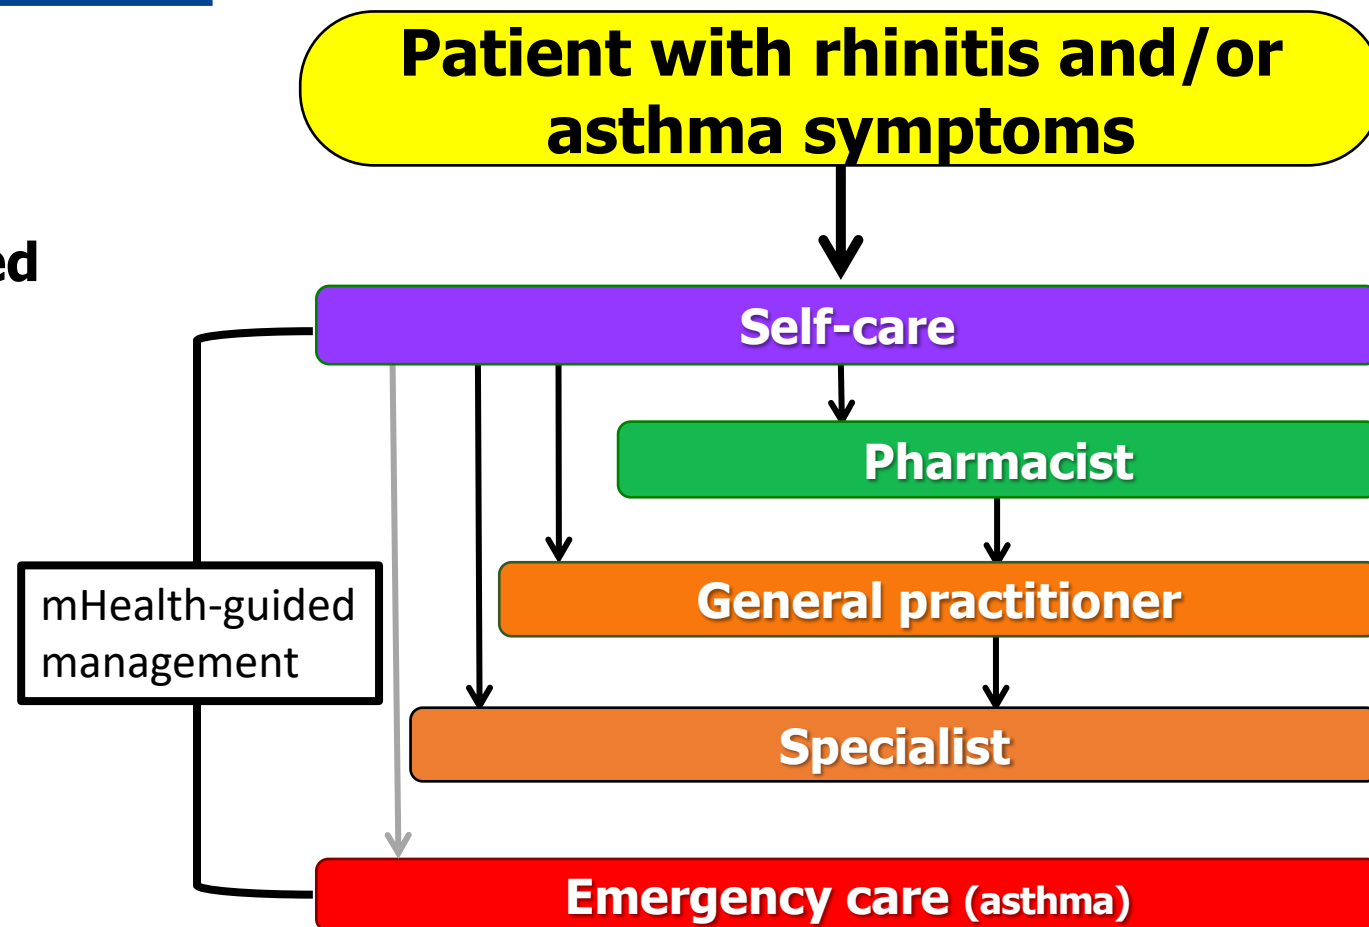 Patient with rhinitis and/or
asthma symptoms
ed
Self-care
Pharmacist
General practitioner
mHealth-guided
management
Specialist
Emergency care (asthma)